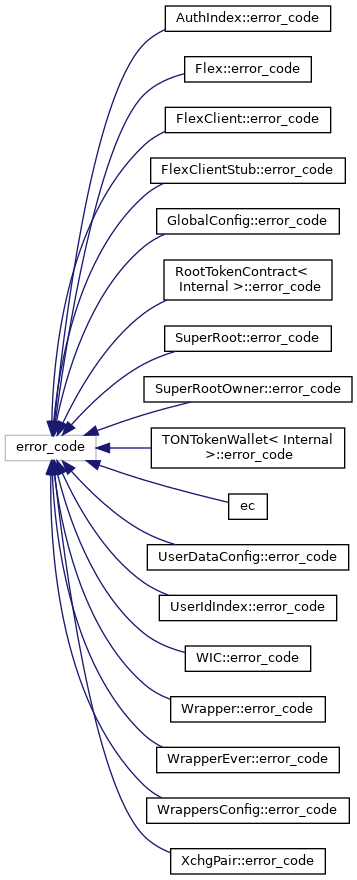 AuthIndex::error_code
Flex::error_code
FlexClient::error_code
FlexClientStub::error_code
GlobalConfig::error_code
RootTokenContract<
Internal >::error_code
SuperRoot::error_code
SuperRootOwner::error_code
error_code
TONTokenWallet< Internal
>::error_code
ec
UserDataConfig::error_code
UserIdIndex::error_code
WIC::error_code
Wrapper::error_code
WrapperEver::error_code
WrappersConfig::error_code
XchgPair::error_code